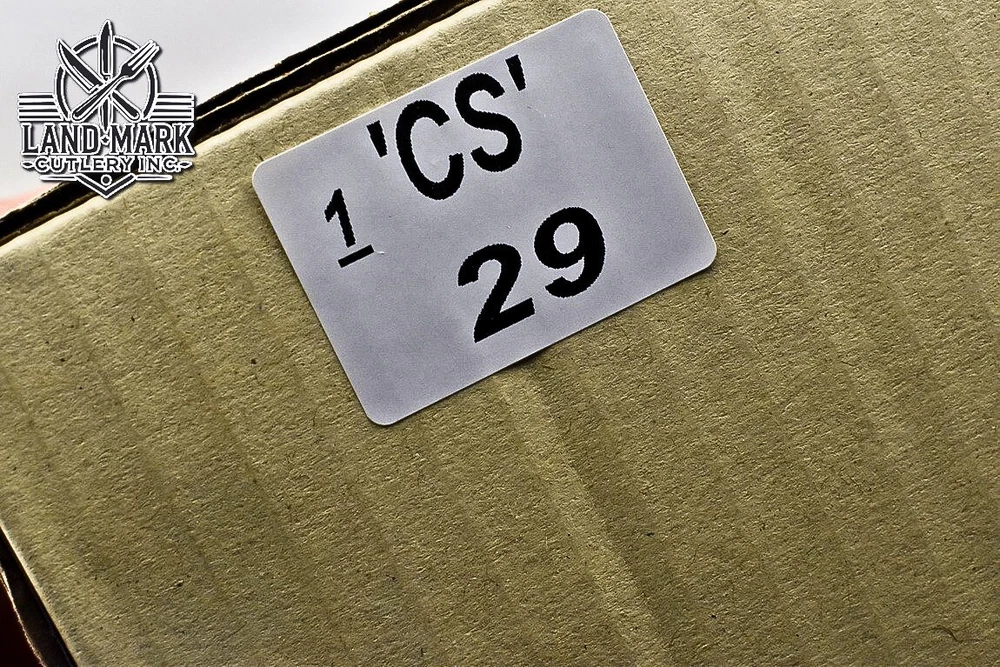 LAND MARK
CUTLERY INC.
'CS'
1
29